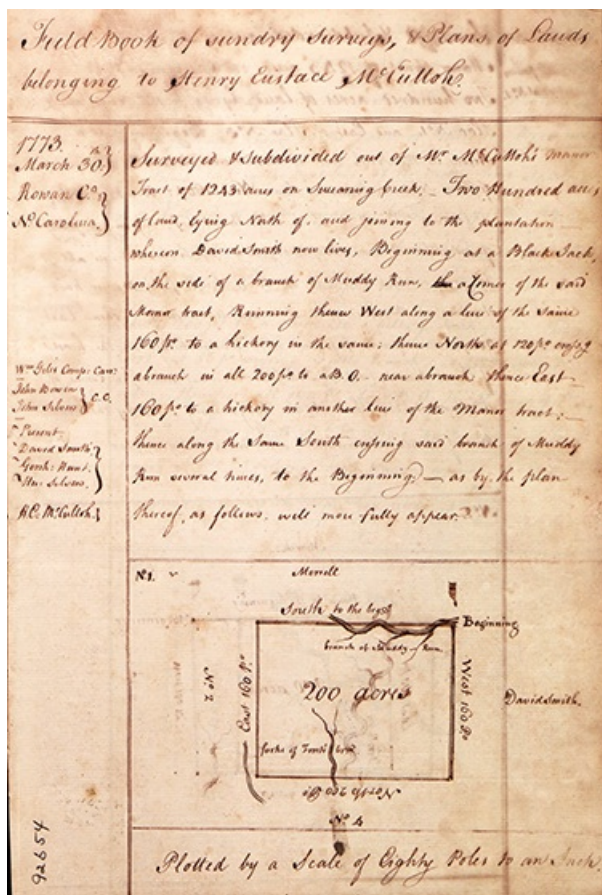 Field Book of sundry Surveys, & Plans of Lands
belonging to Henry Eustace McCulloh.
1773.
March 30.
Rowan Co.
No. Carolina.
Surveyed & subdivided out of Mr. McCulloh's manor
Tract of 1243 acres on Swearing Creek. Two Hundred acres
of land, lying North of, and joining to the plantation
whereon David Smith now lives, Beginning at a Black Jack,
on the side of a branch of Muddy Run, a Corner of the said
Manor tract, Running thence West along a line of the same
160 po. to a hickory in the same; thence North at 120 po. crossg.
a branch in all 200 po. to a B.O. near a branch thence East
160 po. to a hickory in another line of the Manor tract;
thence along the Same South crossing said branch of Muddy
Run several times, to the Beginning; — as by the plan
thereof, as follows, will more fully appear.
Wm. Giles Comp:
John Bowen
John
C.C.
Present
David Smith
Hunt.
McCulloh.
No. 1.
Merrell
South to the
Beginning
branch of Muddy Run
200 acres
East 160 Po.
No 2
West 160 Po
David Smith.
forks of
North 200 Po
No 4
Plotted by a Scale of Eighty Poles to an Inch.
92654